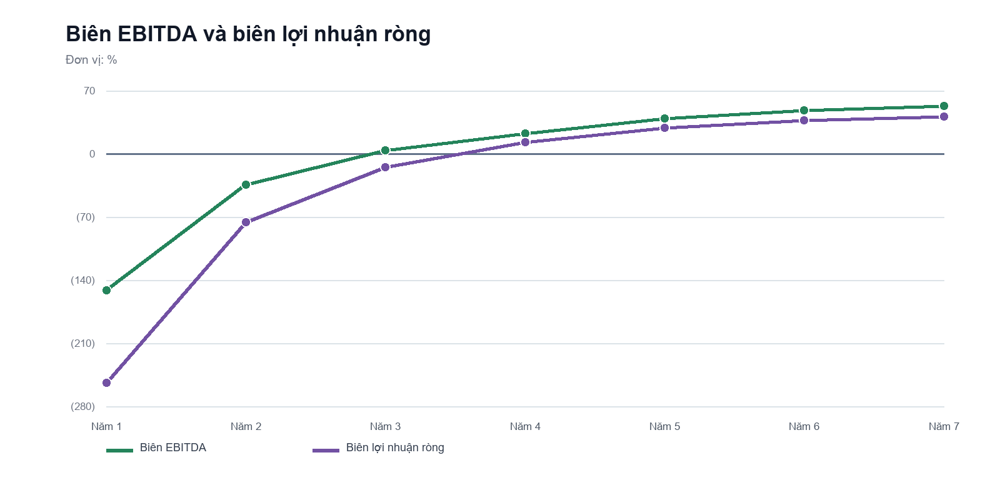 Biên EBITDA và biên lợi nhuận ròng
Đơn vị: %
70
0
(70)
(140)
(210)
(280)
Năm 1 Năm 2 Năm 3 Năm 4 Năm 5 Năm 6 Năm 7
Biên EBITDA Biên lợi nhuận ròng